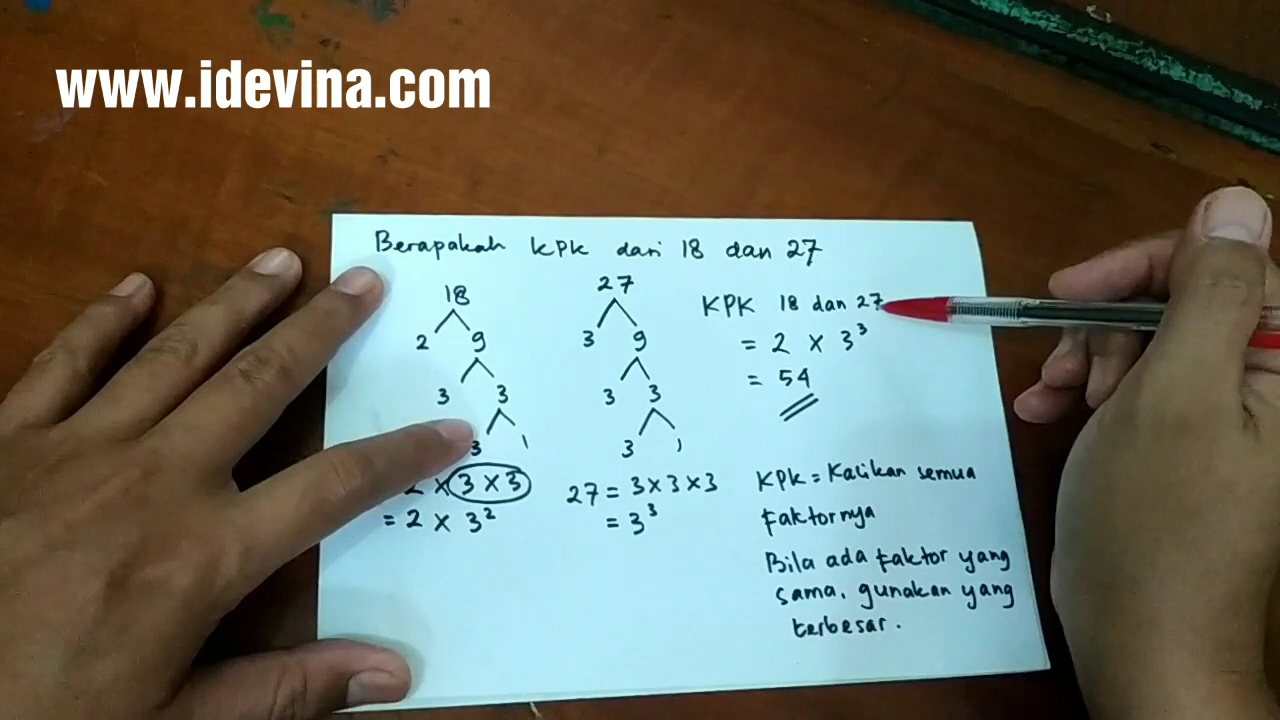 www.idevina.com
Berapakah KPK dari 18 dan 27
18
2 9
3 3
3 1
2 × 3 × 3
= 2 × 3²
27
3 9
3 3
3 1
27 = 3 × 3 × 3
= 3³
KPK 18 dan 27
= 2 × 3³
= 54
KPK = Kalikan semua
faktornya
Bila ada faktor yang
sama, gunakan yang
terbesar.